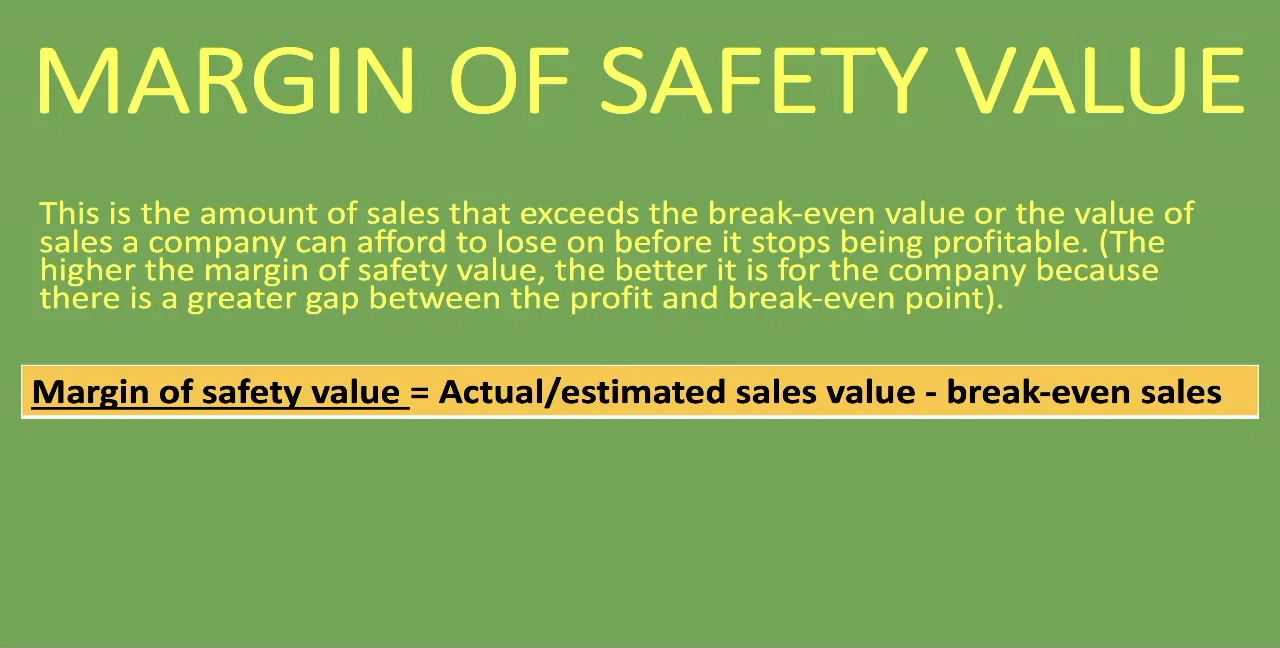 MARGIN OF SAFETY VALUE
This is the amount of sales that exceeds the break-even value or the value of
sales a company can afford to lose on before it stops being profitable. (The
higher the margin of safety value, the better it is for the company because
there is a greater gap between the profit and break-even point).
Margin of safety value = Actual/estimated sales value - break-even sales